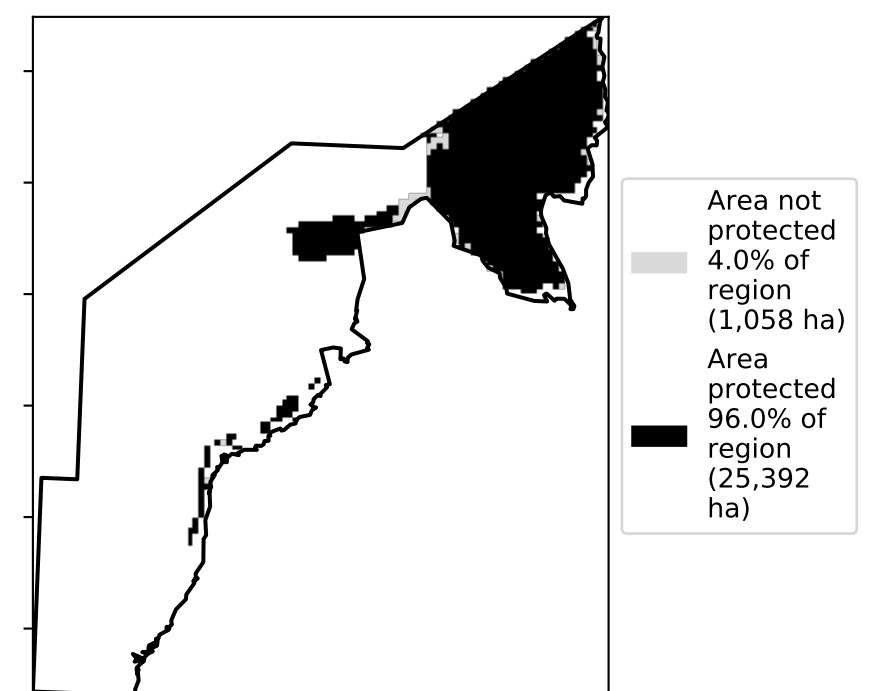 Area not
protected
4.0% of
region
(1,058 ha)
Area
protected
96.0% of
region
(25,392
ha)